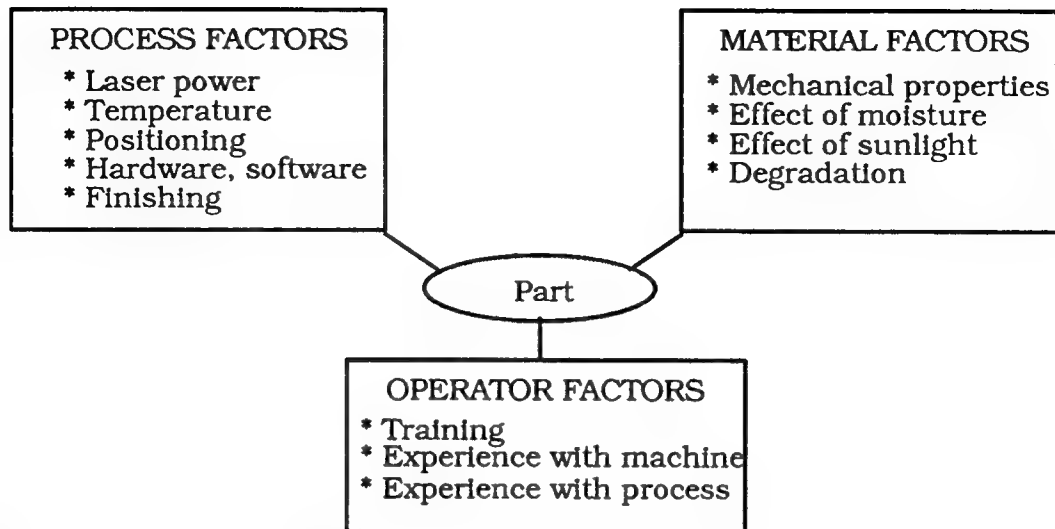 PROCESS FACTORS
* Laser power
* Temperature
* Positioning
* Hardware, software
* Finishing
MATERIAL FACTORS
* Mechanical properties
* Effect of moisture
* Effect of sunlight
* Degradation
Part
OPERATOR FACTORS
* Training
* Experience with machine
* Experience with process